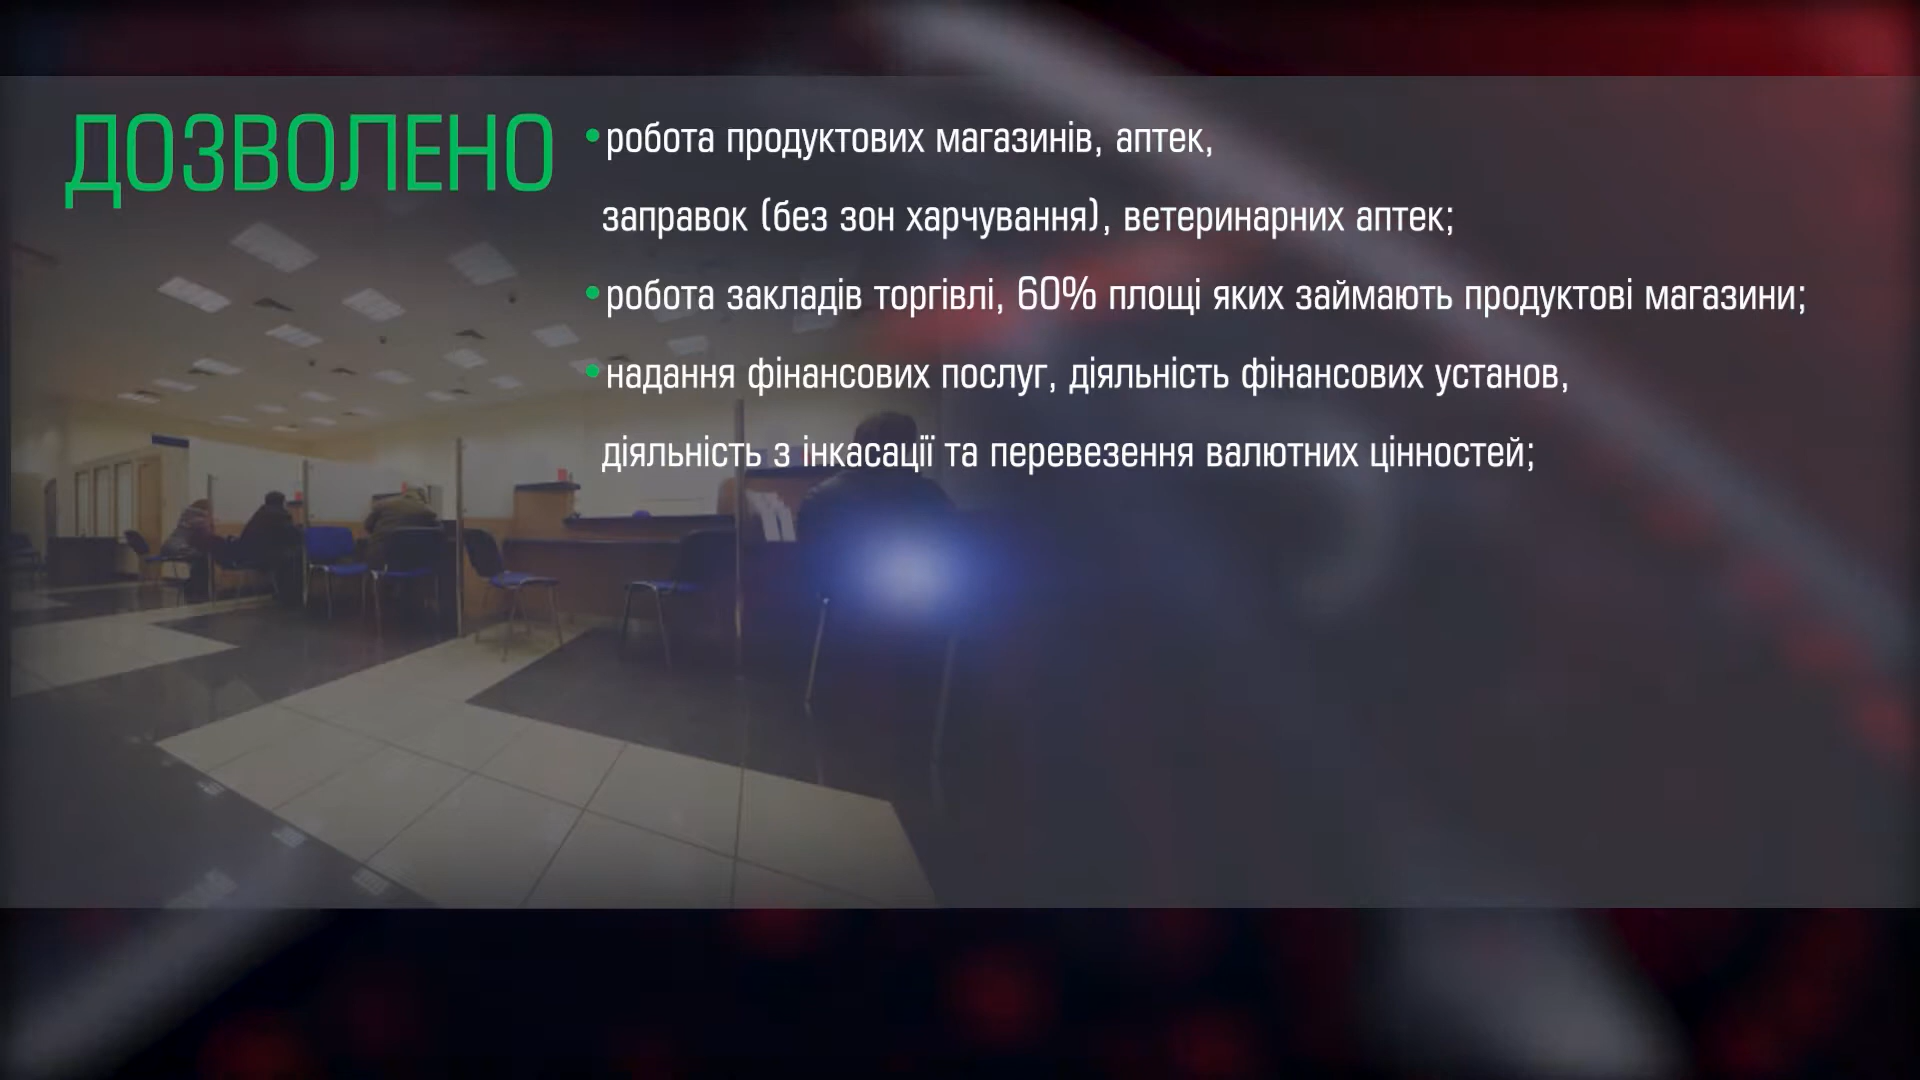 ДОЗВОЛЕНО
•робота продуктових магазинів, аптек,
заправок (без зон харчування), ветеринарних аптек;
•робота закладів торгівлі, 60% площі яких займають продуктові магазини;
•надання фінансових послуг, діяльність фінансових установ,
діяльність з інкасації та перевезення валютних цінностей;